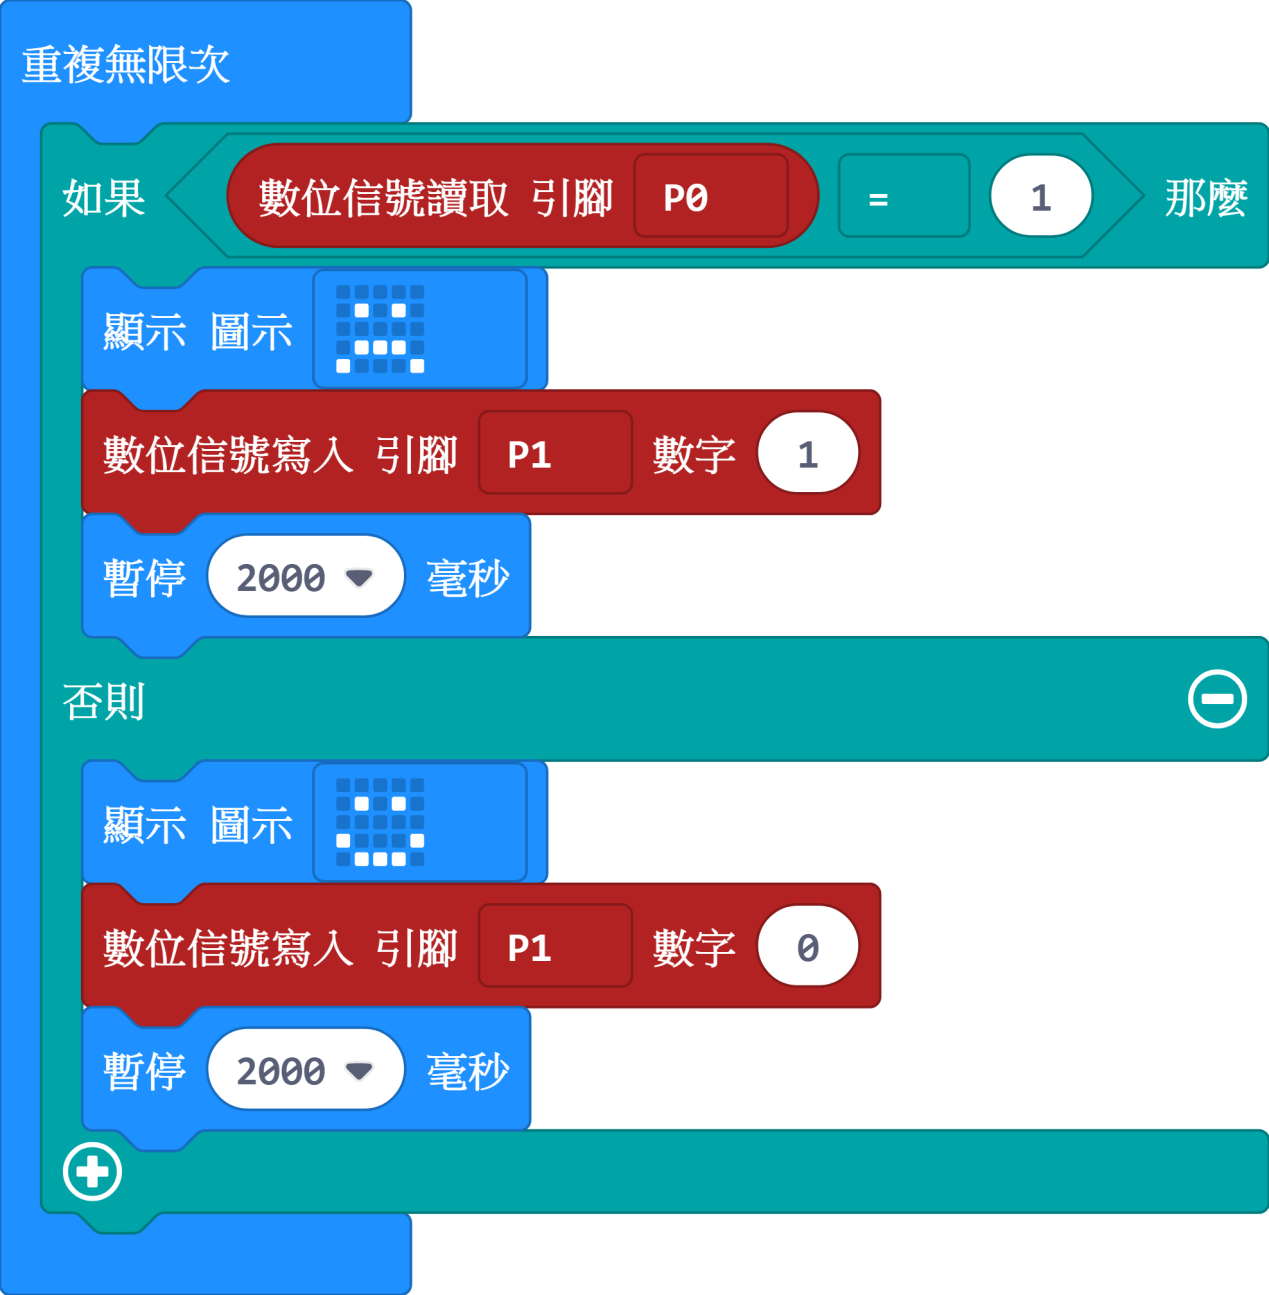 重複無限次
如果 數位信號讀取 引腳 P0 = 1 那麼
顯示 圖示
數位信號寫入 引腳 P1 數字 1
暫停 2000 毫秒
否則
顯示 圖示
數位信號寫入 引腳 P1 數字 0
暫停 2000 毫秒